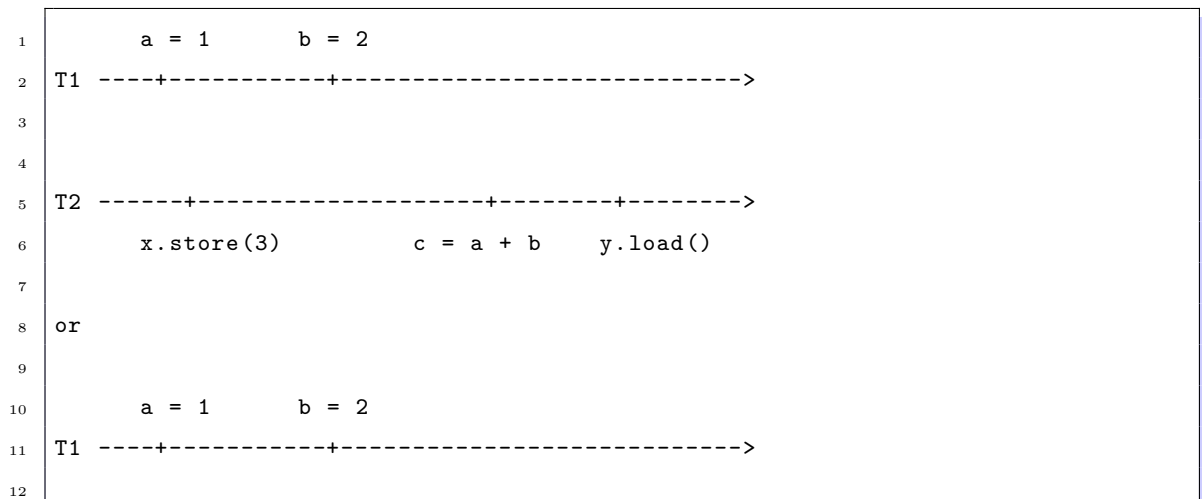 1         a = 1      b = 2
2  T1 ----+-----------+---------------------------->
3
4
5  T2 ------+--------------------+--------+-------->
6         x.store(3)         c = a + b    y.load()
7
8  or
9
10        a = 1      b = 2
11 T1 ----+-----------+---------------------------->
12